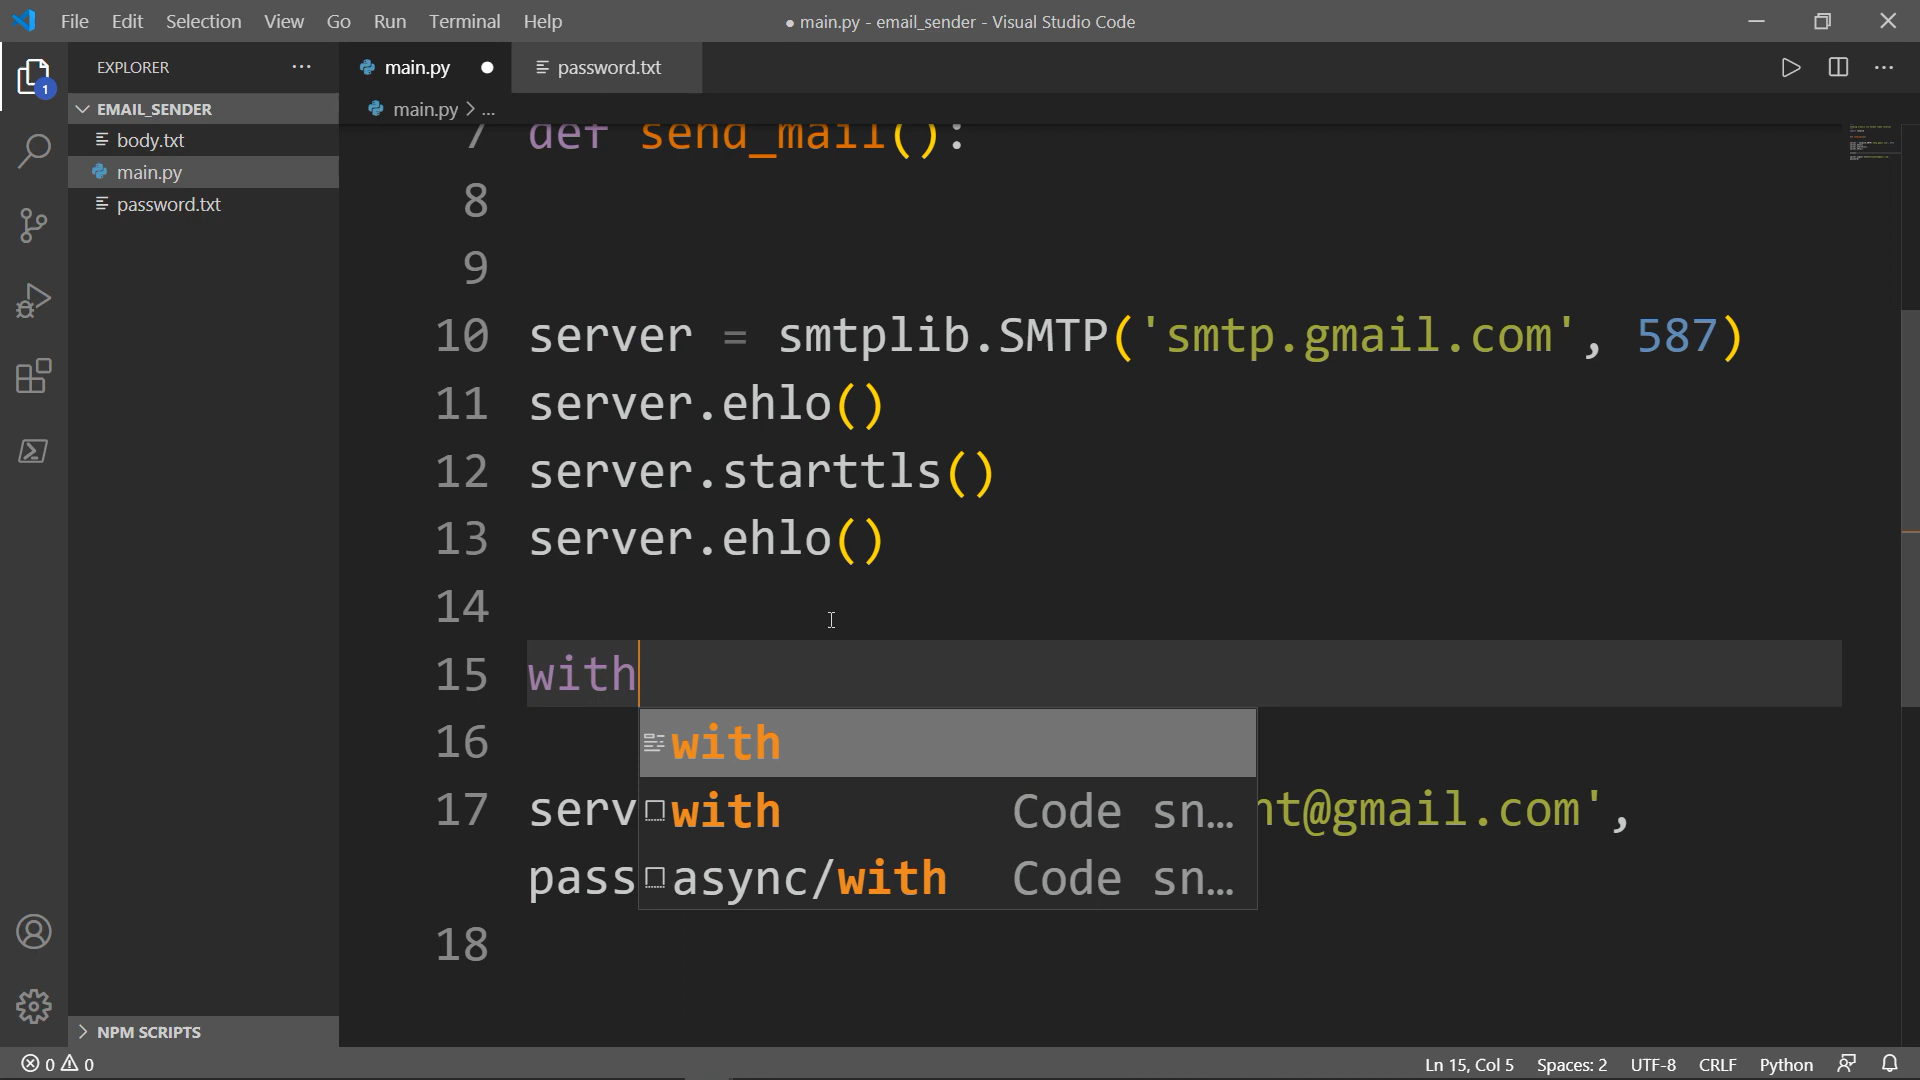 File Edit Selection View Go Run Terminal Help
● main.py - email_sender - Visual Studio Code
EXPLORER ...
main.py
password.txt
EMAIL_SENDER
main.py > ...
body.txt
main.py
password.txt
1
7 def send_mail():
8
9
10 server = smtplib.SMTP('smtp.gmail.com', 587)
11 server.ehlo()
12 server.starttls()
13 server.ehlo()
14
15 with
16 with
17 serv with Code sn… nt@gmail.com',
pass async/with Code sn…
18
NPM SCRIPTS
0 0
Ln 15, Col 5 Spaces: 2 UTF-8 CRLF Python